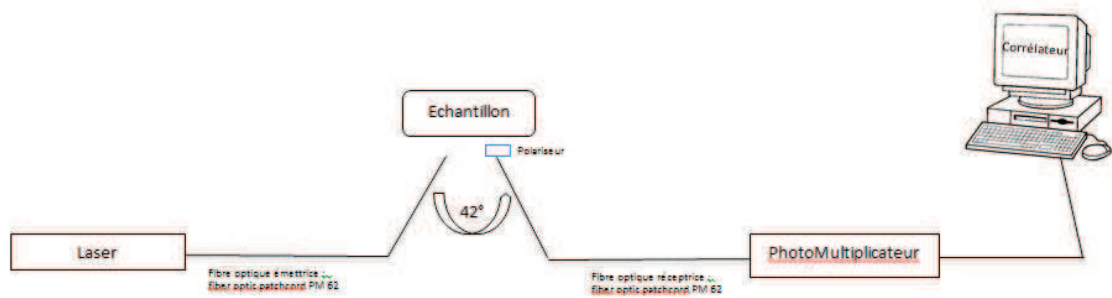 Corrélateur
Echantillon
Polariseur
42°
Laser
PhotoMultiplicateur
Fibre optique émettrice :
fiber optic patchcord PM 62
Fibre optique réceptrice :
fiber optic patchcord PM 62